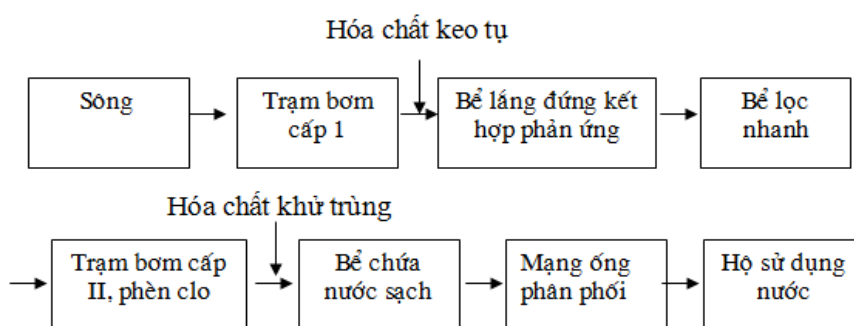 Hóa chất keo tụ
Sông
Trạm bơm
cấp 1
Bể lắng đứng kết
hợp phản ứng
Bể lọc
nhanh
Hóa chất khử trùng
Trạm bơm cấp
II, phèn clo
Bể chứa
nước sạch
Mạng ống
phân phối
Hộ sử dụng
nước